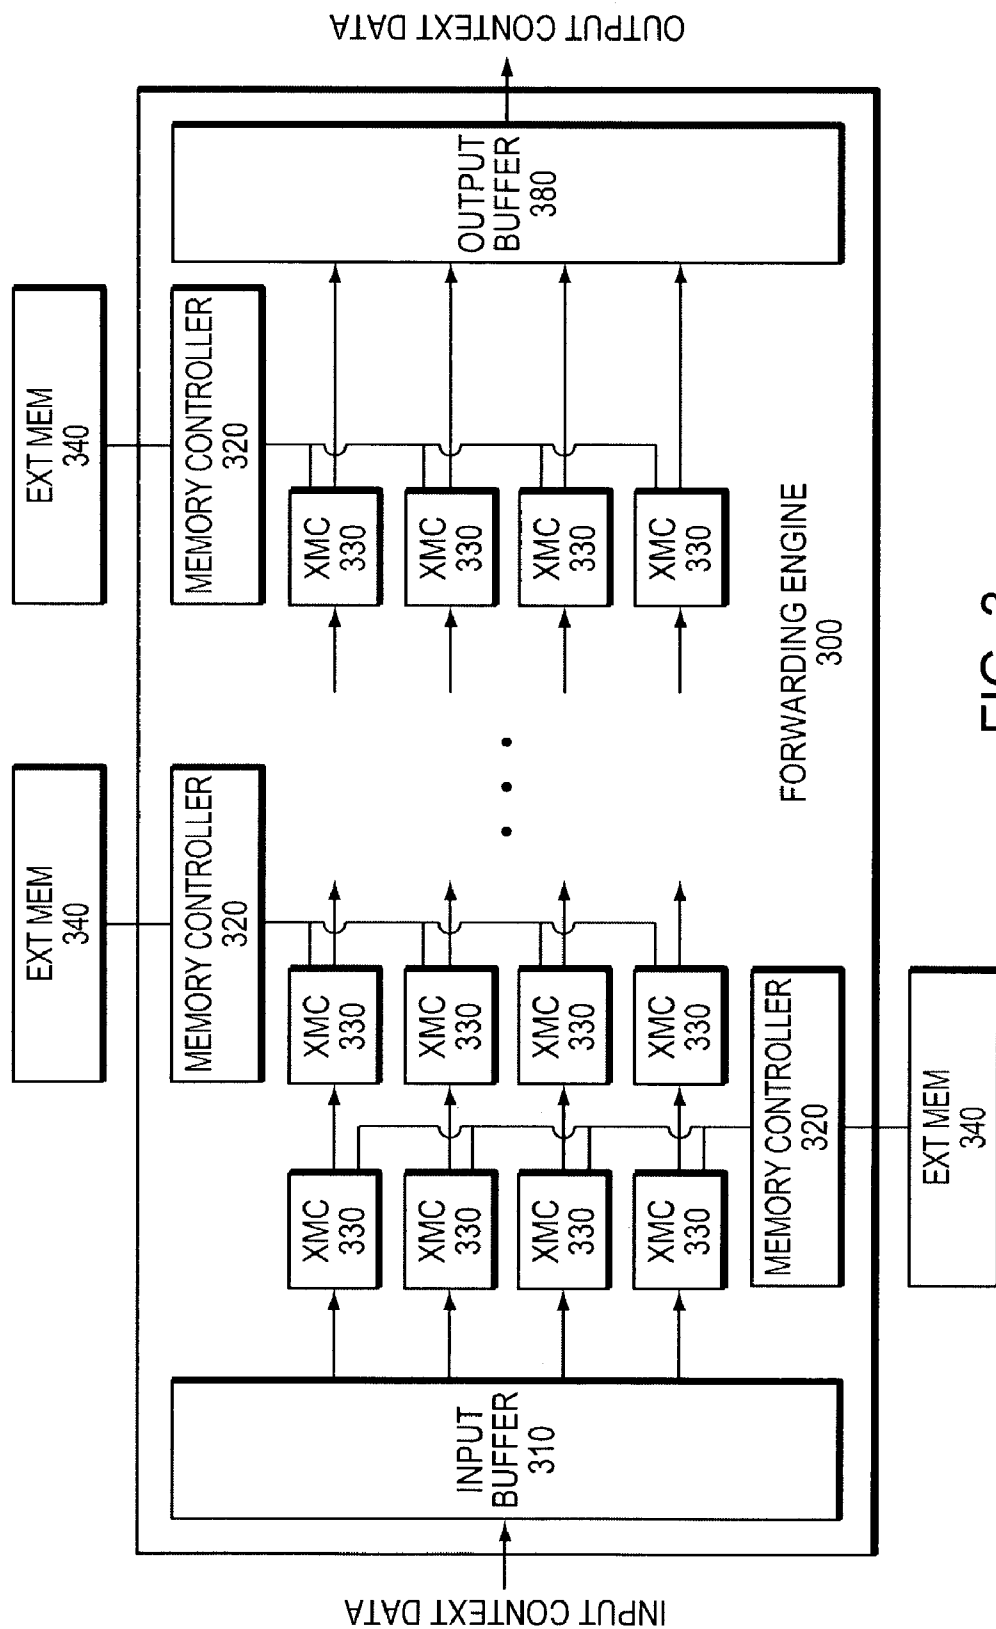 EXT MEM
340
EXT MEM
340
MEMORY CONTROLLER
320
MEMORY CONTROLLER
320
INPUT CONTEXT DATA
INPUT
BUFFER
310
XMC
330
XMC
330
XMC
330
XMC
330
XMC
330
XMC
330
XMC
330
XMC
330
XMC
330
XMC
330
XMC
330
XMC
330
OUTPUT
BUFFER
380
OUTPUT CONTEXT DATA
MEMORY CONTROLLER
320
FORWARDING ENGINE
300
EXT MEM
340
FIG.